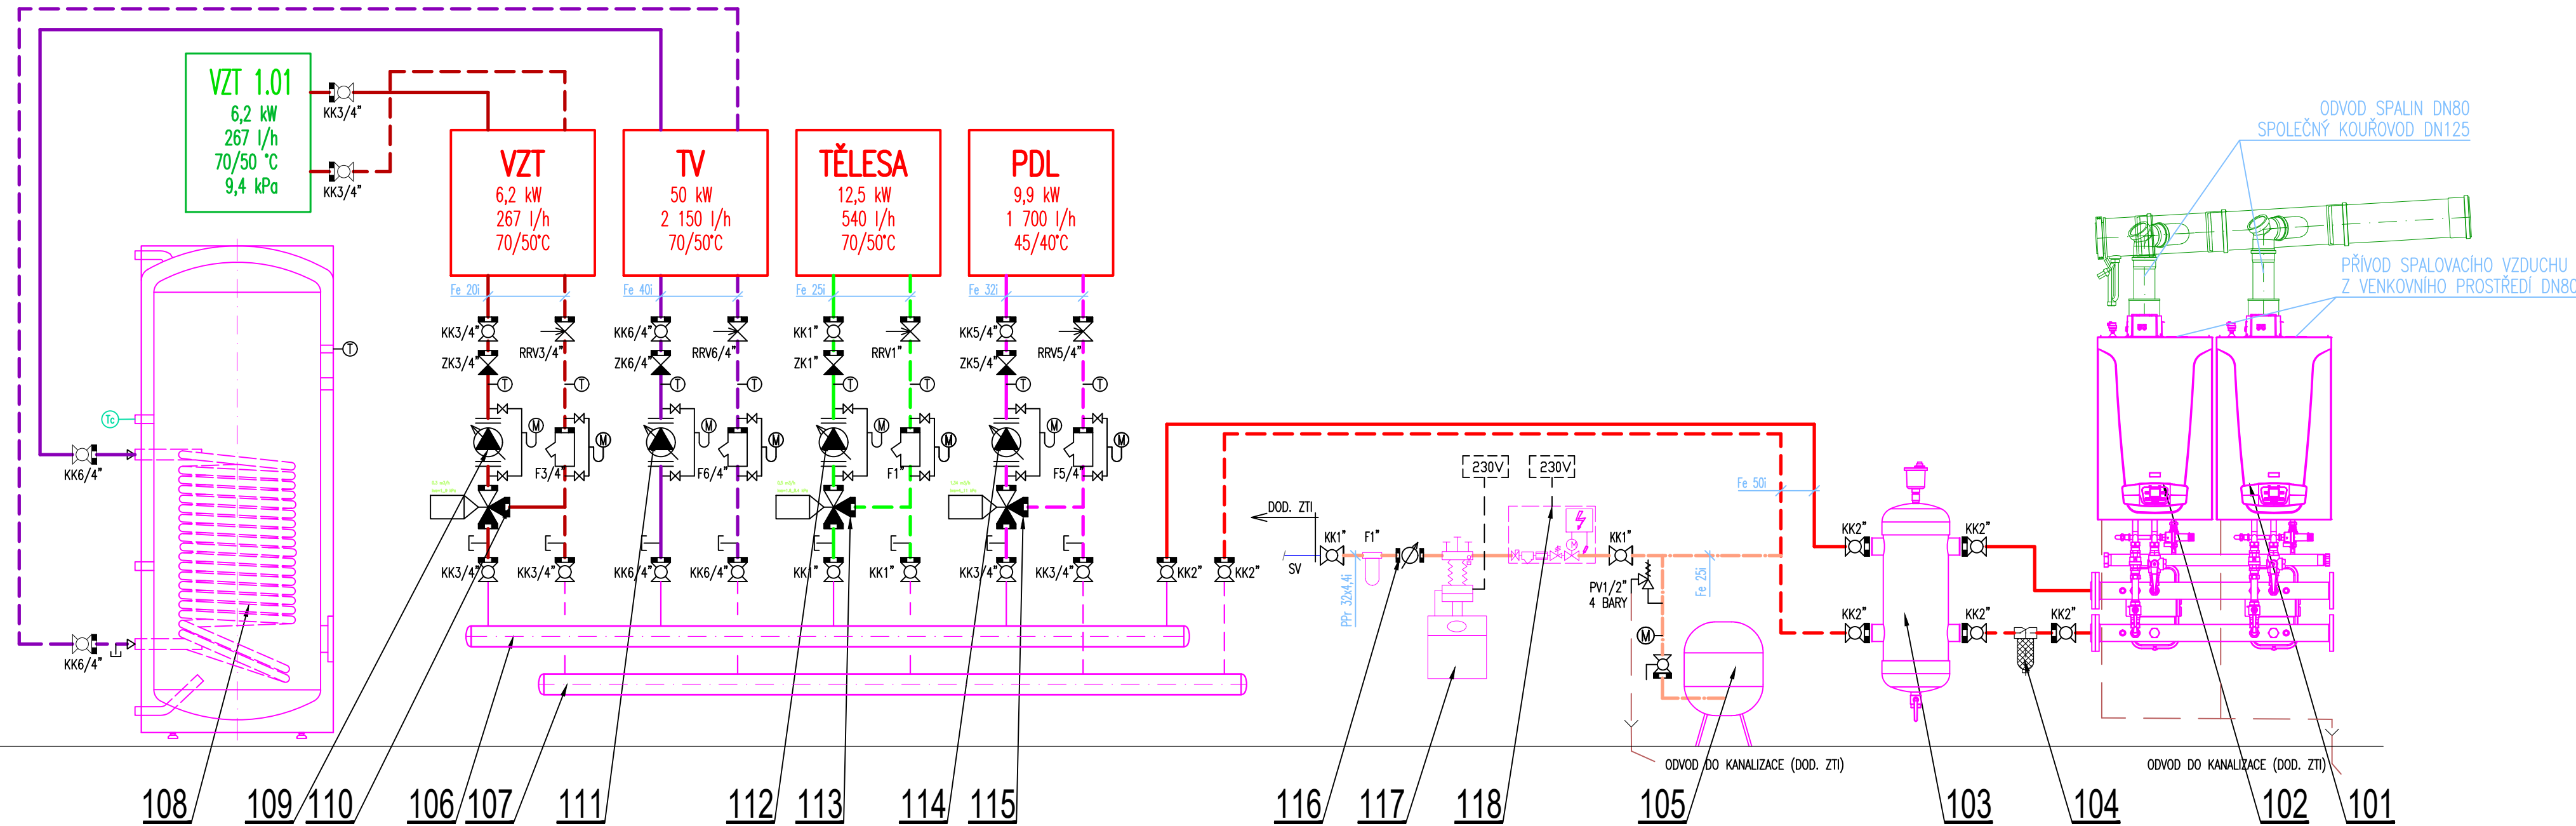 VZT 1.01
6,2 kW
267 l/h
70/50 °C
9,4 kPa
KK3/4"
KK3/4"
VZT
6,2 kW
267 l/h
70/50°C
TV
50 kW
2 150 l/h
70/50°C
TĚLESA
12,5 kW
540 l/h
70/50°C
PDL
9,9 kW
1 700 l/h
45/40°C
ODVOD SPALIN DN80
SPOLEČNÝ KOUŘOVOD DN125
PŘÍVOD SPALOVACÍHO VZDUCHU
Z VENKOVNÍHO PROSTŘEDÍ DN80
Fe 20i
Fe 40i
Fe 25i
Fe 32i
KK3/4"
RRV3/4"
ZK3/4"
KK6/4"
RRV6/4"
ZK6/4"
KK1"
RRV1"
ZK1"
KK5/4"
RRV5/4"
ZK5/4"
T
T
T
T
T
T
T
T
T
Tc
M
M
M
M
M
M
M
M
F3/4"
F6/4"
F1"
F5/4"
KK6/4"
KK6/4"
KK3/4"
KK3/4"
KK6/4"
KK6/4"
KK1"
KK1"
KK3/4"
KK3/4"
KK2"
KK2"
230V
230V
DOD. ZTI
KK1"
F1"
SV
PPr 32x4,4i
M
KK1"
PV1/2"
4 BARY
M
Fe 25i
Fe 50i
KK2"
KK2"
KK2"
KK2"
KK2"
ODVOD DO KANALIZACE (DOD. ZTI)
ODVOD DO KANALIZACE (DOD. ZTI)
108
109
110
106
107
111
112
113
114
115
116
117
118
105
103
104
102
101